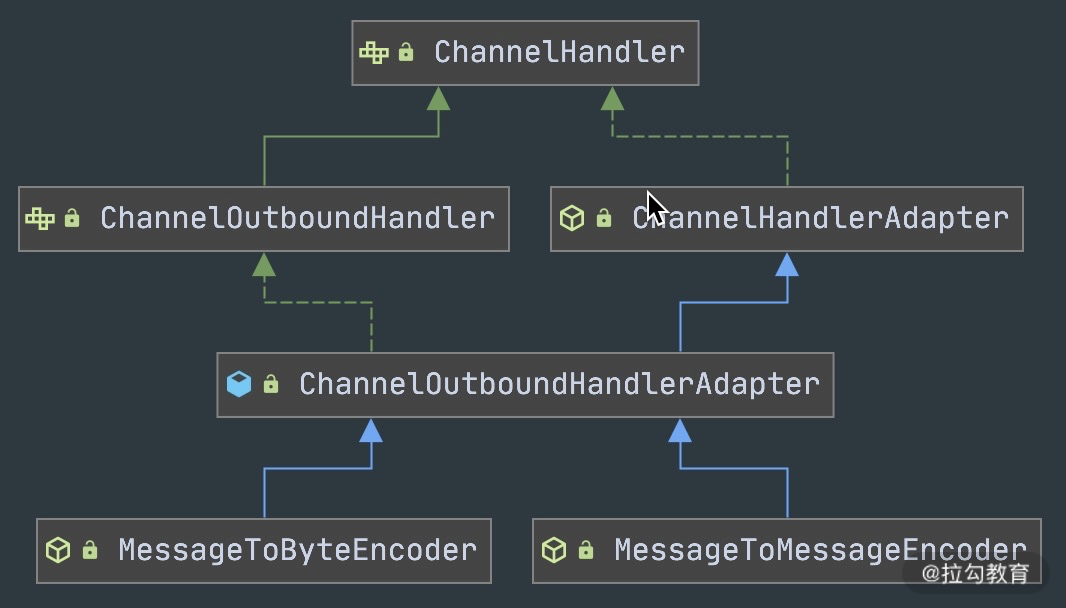 ChannelHandler
ChannelOutboundHandler
ChannelHandlerAdapter
ChannelOutboundHandlerAdapter
MessageToByteEncoder
MessageToMessageEncoder
@拉勾教育